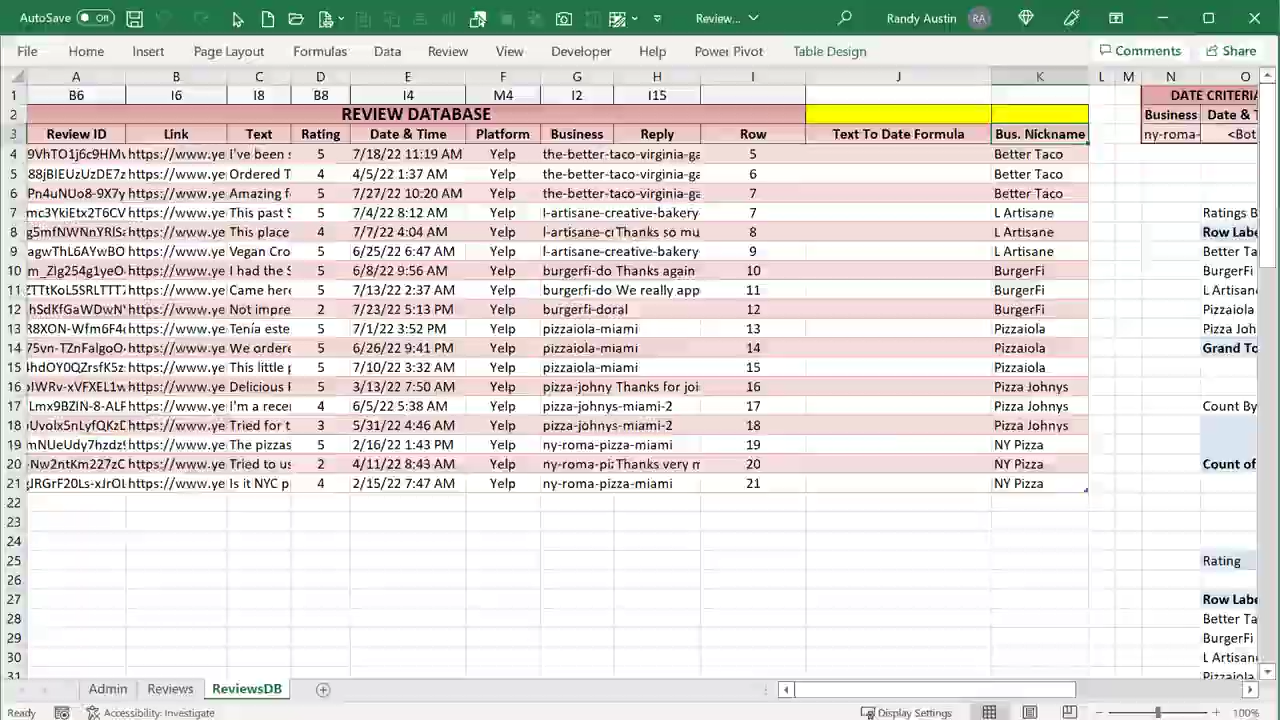 AutoSave Off Review... Randy Austin RA
File Home Insert Page Layout Formulas Data Review View Developer Help Power Pivot Table Design Comments Share
A B C D E F G H I J K L M N O
1 B6 I6 I8 B8 I4 M4 I2 I15 DATE CRITERIA
2 REVIEW DATABASE Business Date & T
3 Review ID Link Text Rating Date & Time Platform Business Reply Row Text To Date Formula Bus. Nickname ny-roma- <Bot
4 9VhTO1j6c9HM https://www.ye I've been s 5 7/18/22 11:19 AM Yelp the-better-taco-virginia-ga 5 Better Taco
5 88jBIEUzUzDE7z https://www.ye Ordered T 4 4/5/22 1:37 AM Yelp the-better-taco-virginia-ga 6 Better Taco
6 Pn4uNUo8-9X7y https://www.ye Amazing f 5 7/27/22 10:20 AM Yelp the-better-taco-virginia-ga 7 Better Taco
7 mc3YkiEtx2T6CV https://www.ye This past S 5 7/4/22 8:12 AM Yelp l-artisane-creative-bakery- 7 L Artisane Ratings B
8 g5mfNWNnYRlS https://www.ye This place 4 7/7/22 4:04 AM Yelp l-artisane-cr Thanks so mu 8 L Artisane Row Labe
9 agwThL6AYwBO https://www.ye Vegan Cro 5 6/25/22 6:47 AM Yelp l-artisane-creative-bakery- 9 L Artisane Better Ta
10 m_Zlg254g1yeO https://www.ye I had the S 5 6/8/22 9:56 AM Yelp burgerfi-do Thanks again 10 BurgerFi BurgerFi
11 TTtKoL5SRLTTT https://www.ye Came here 5 7/13/22 2:37 AM Yelp burgerfi-do We really app 11 BurgerFi L Artisane
12 hSdKfGaWDwN https://www.ye Not impre 2 7/23/22 5:13 PM Yelp burgerfi-doral 12 BurgerFi Pizzaiola
13 R8XON-Wfm6F4 https://www.ye Tenía este 5 7/1/22 3:52 PM Yelp pizzaiola-miami 13 Pizzaiola Pizza Joh
14 75vn-TZnFalgoO https://www.ye We ordere 5 6/26/22 9:41 PM Yelp pizzaiola-miami 14 Pizzaiola Grand To
15 hdOY0QZrsfK5z https://www.ye This little p 5 7/10/22 3:32 AM Yelp pizzaiola-miami 15 Pizzaiola
16 IWRv-xVFXEL1w https://www.ye Delicious 5 3/13/22 7:50 AM Yelp pizza-johny Thanks for joi 16 Pizza Johnys
17 Lmx9BZIN-8-ALF https://www.ye I'm a rece 4 6/5/22 5:38 AM Yelp pizza-johnys-miami-2 17 Pizza Johnys Count By
18 Uvolx5nLyfQKzD https://www.ye Tried for t 3 5/31/22 4:46 AM Yelp pizza-johnys-miami-2 18 Pizza Johnys
19 mNUeUdy7hzdz https://www.ye The pizzas 5 2/16/22 1:43 PM Yelp ny-roma-pizza-miami 19 NY Pizza
20 -Nw2ntKm227zC https://www.ye Tried to us 2 4/11/22 8:43 AM Yelp ny-roma-pi Thanks very m 20 NY Pizza Count of
21 JRGrF20Ls-xJrOL https://www.ye Is it NYC p 4 2/15/22 7:47 AM Yelp ny-roma-pizza-miami 21 NY Pizza
22
23
24
25 Rating
26
27 Row Labe
28 Better Ta
29 BurgerFi
30 L Artisane
31 Pizzaiola
Admin Reviews ReviewsDB
Ready Accessibility: Investigate Display Settings 100%